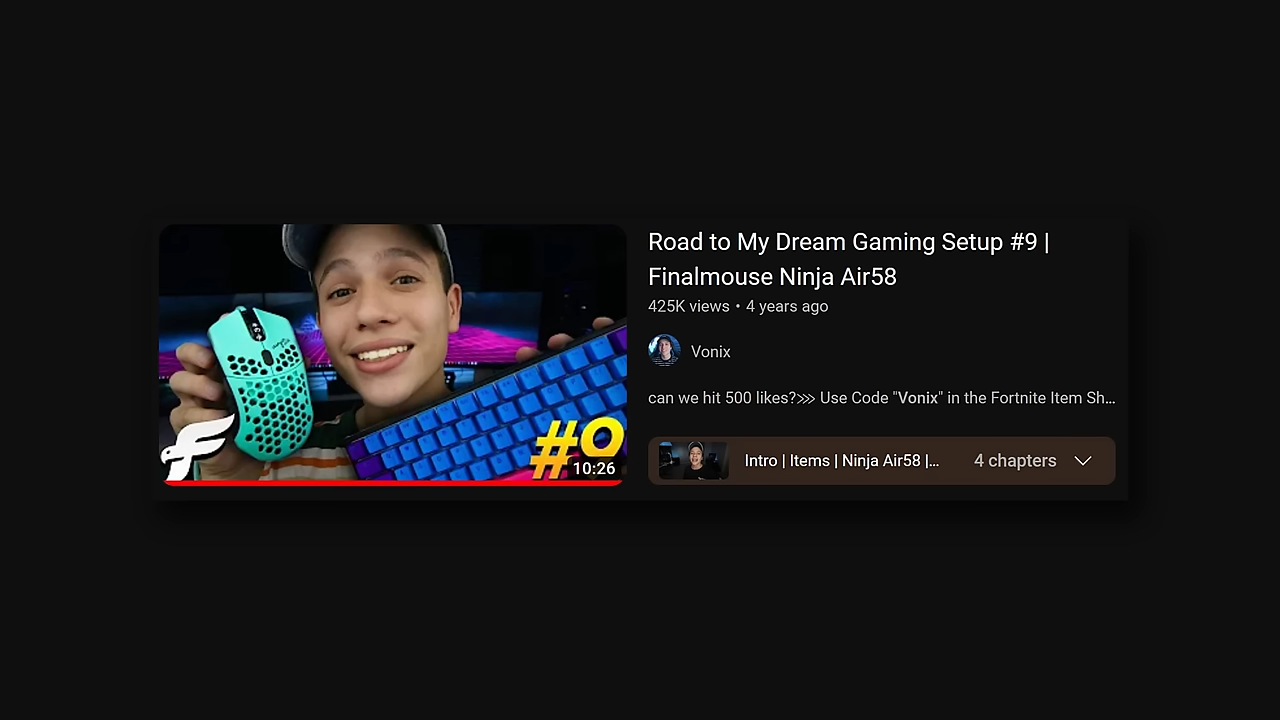 Road to My Dream Gaming Setup #9 |
Finalmouse Ninja Air58
425K views • 4 years ago
Vonix
can we hit 500 likes?⋙ Use Code "Vonix" in the Fortnite Item Sh...
Intro | Items | Ninja Air58 |... 4 chapters
#9
10:26